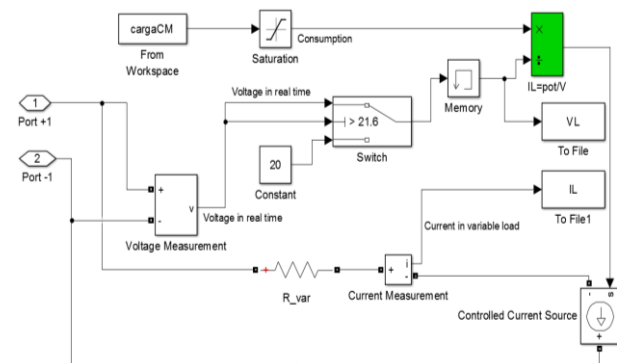 cargaCM
From
Workspace
Saturation
Consumption
X
÷
IL=pot/V
1
Port +1
Voltage in real time
> 21.6
Switch
Memory
VL
To File
2
Port -1
20
Constant
+
-
v
Voltage Measurement
Voltage in real time
IL
To File1
Current in variable load
+
R_var
+
i
-
Current Measurement
-
s
+
Controlled Current Source